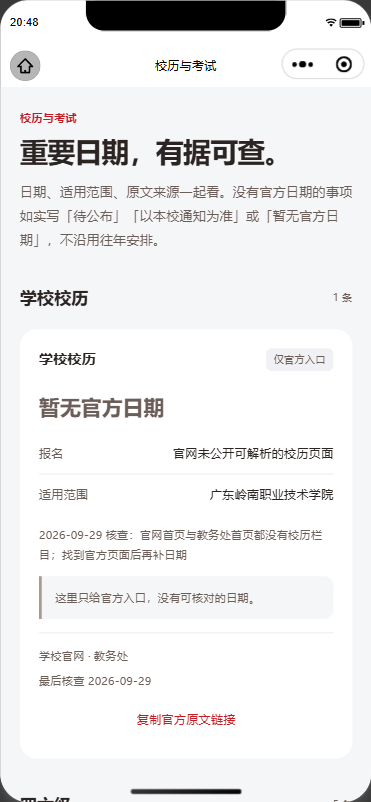 20:48
校历与考试
校历与考试
重要日期，有据可查。
日期、适用范围、原文来源一起看。没有官方日期的事项
如实写「待公布」「以本校通知为准」或「暂无官方日
期」，不沿用往年安排。
学校校历
1 条
学校校历
仅官方入口
暂无官方日期
报名
官网未公开可解析的校历页面
适用范围
广东岭南职业技术学院
2026-09-29 核查：官网首页与教务处首页都没有校历栏
目；找到官方页面后再补日期
这里只给官方入口，没有可核对的日期。
学校官网 · 教务处
最后核查 2026-09-29
复制官方原文链接